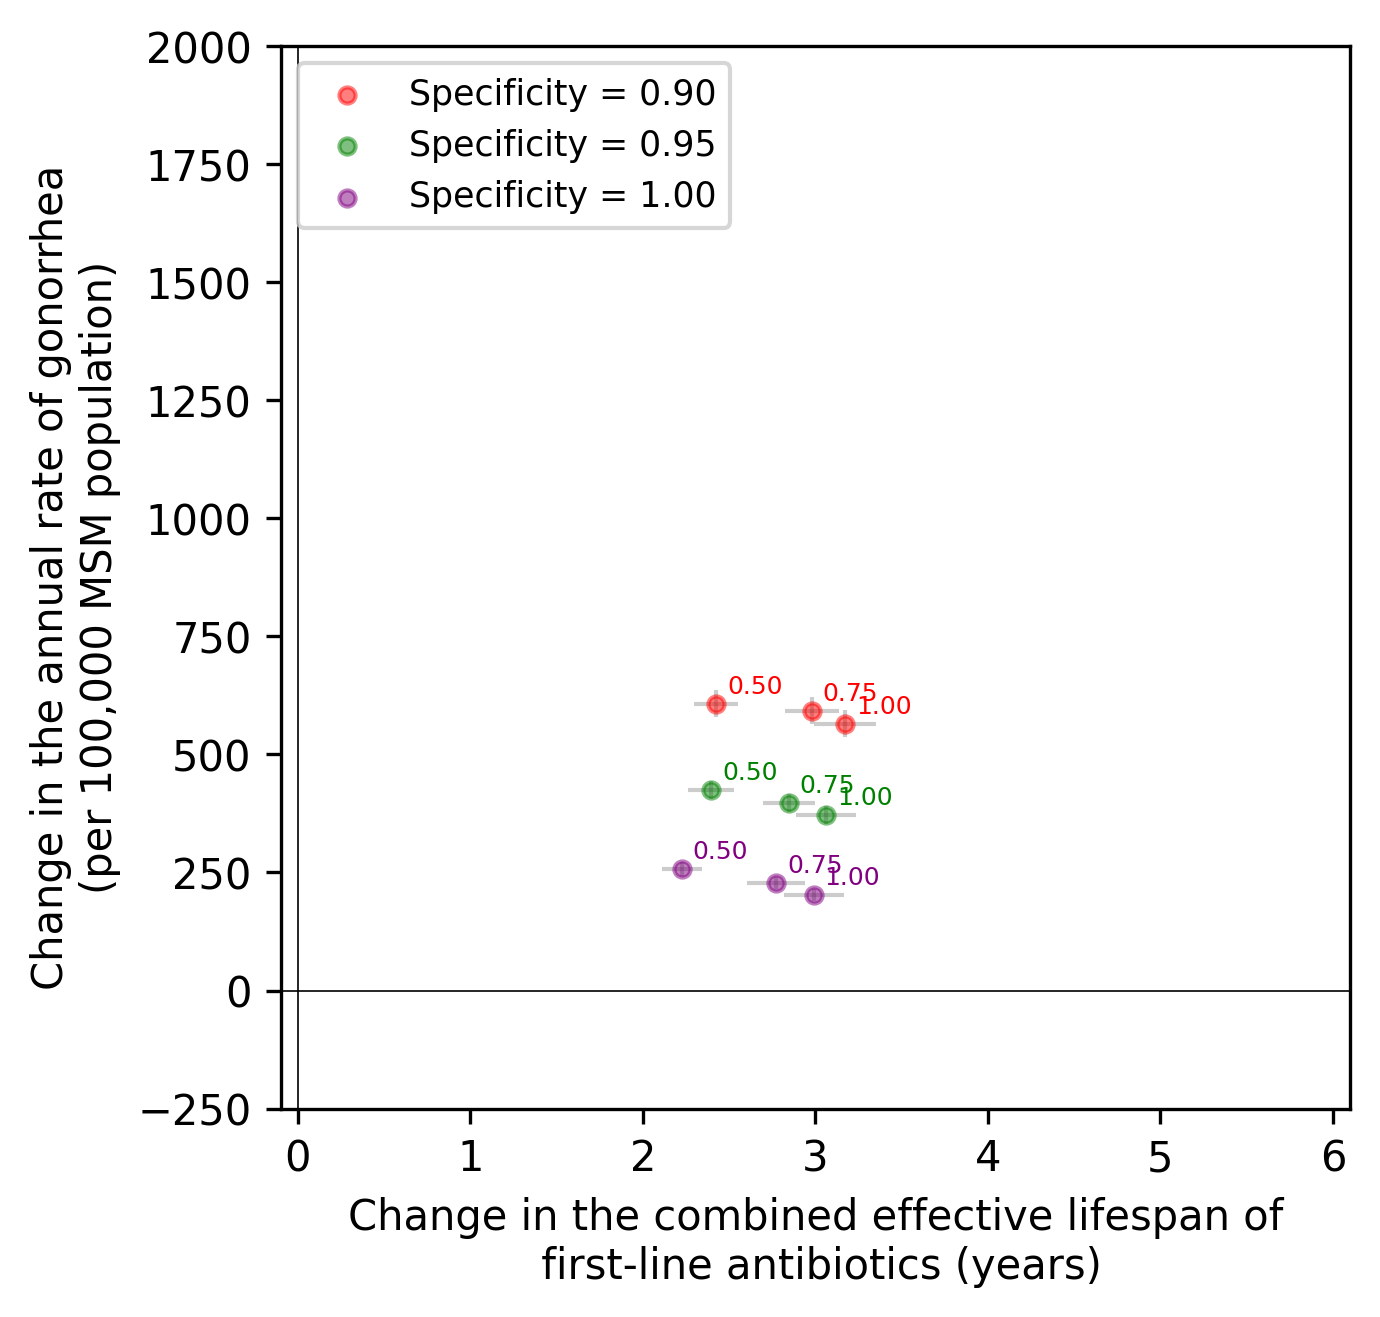 2000
1750
1500
1250
1000
750
500
250
0
−250
Change in the annual rate of gonorrhea
(per 100,000 MSM population)
Specificity = 0.90
Specificity = 0.95
Specificity = 1.00
0.50
0.75
1.00
0.50
0.75
1.00
0.50
0.75
1.00
0 1 2 3 4 5 6
Change in the combined effective lifespan of
first-line antibiotics (years)